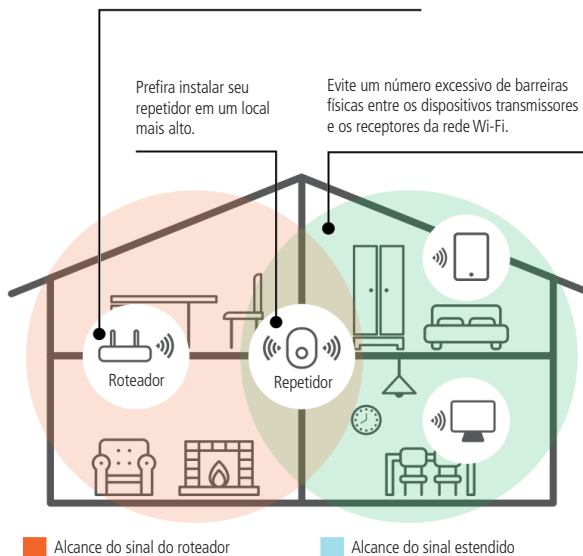 Prefira instalar seu
repetidor em um local
mais alto.
Evite um número excessivo de barreiras
físicas entre os dispositivos transmissores
e os receptores da rede Wi-Fi.
Roteador
Repetidor
Alcance do sinal do roteador
Alcance do sinal estendido